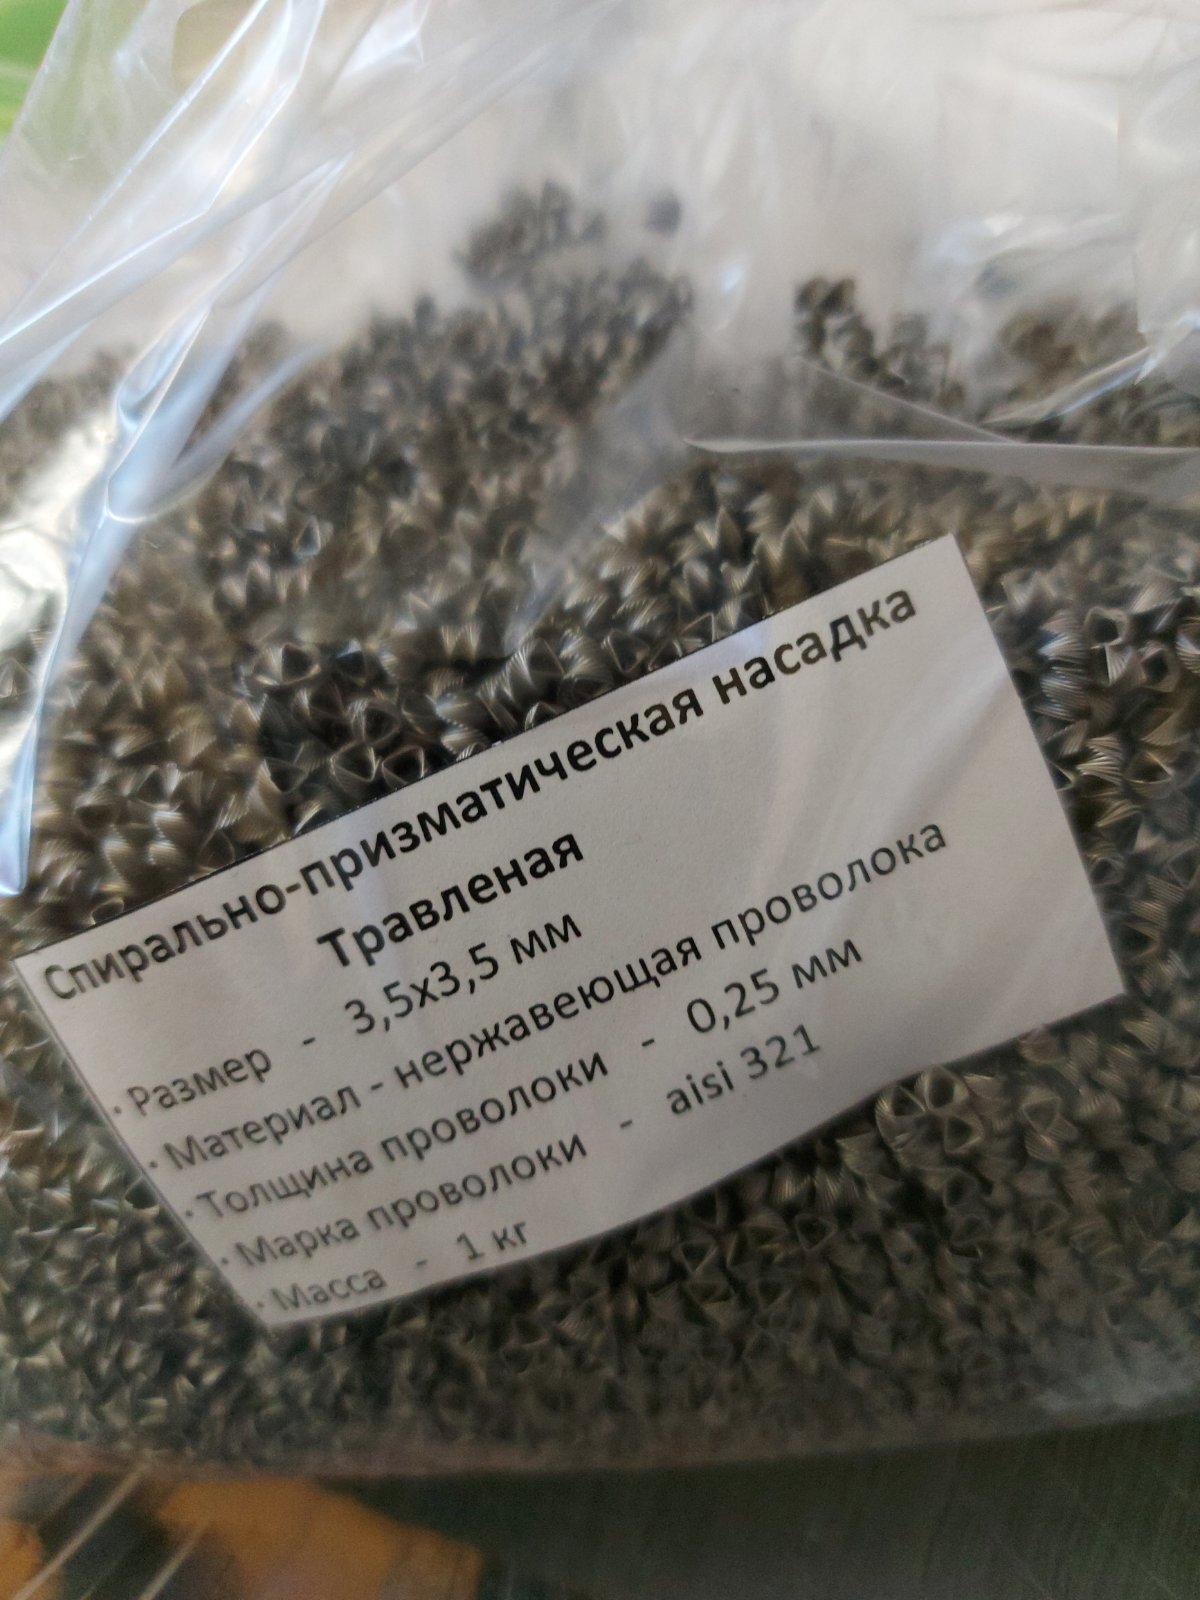 Спирально-призматическая насадка
Травленая
· Размер - 3,5х3,5 мм
· Материал - нержавеющая проволока
· Толщина проволоки - 0,25 мм
· Марка проволоки - aisi 321
· Масса - 1 кг